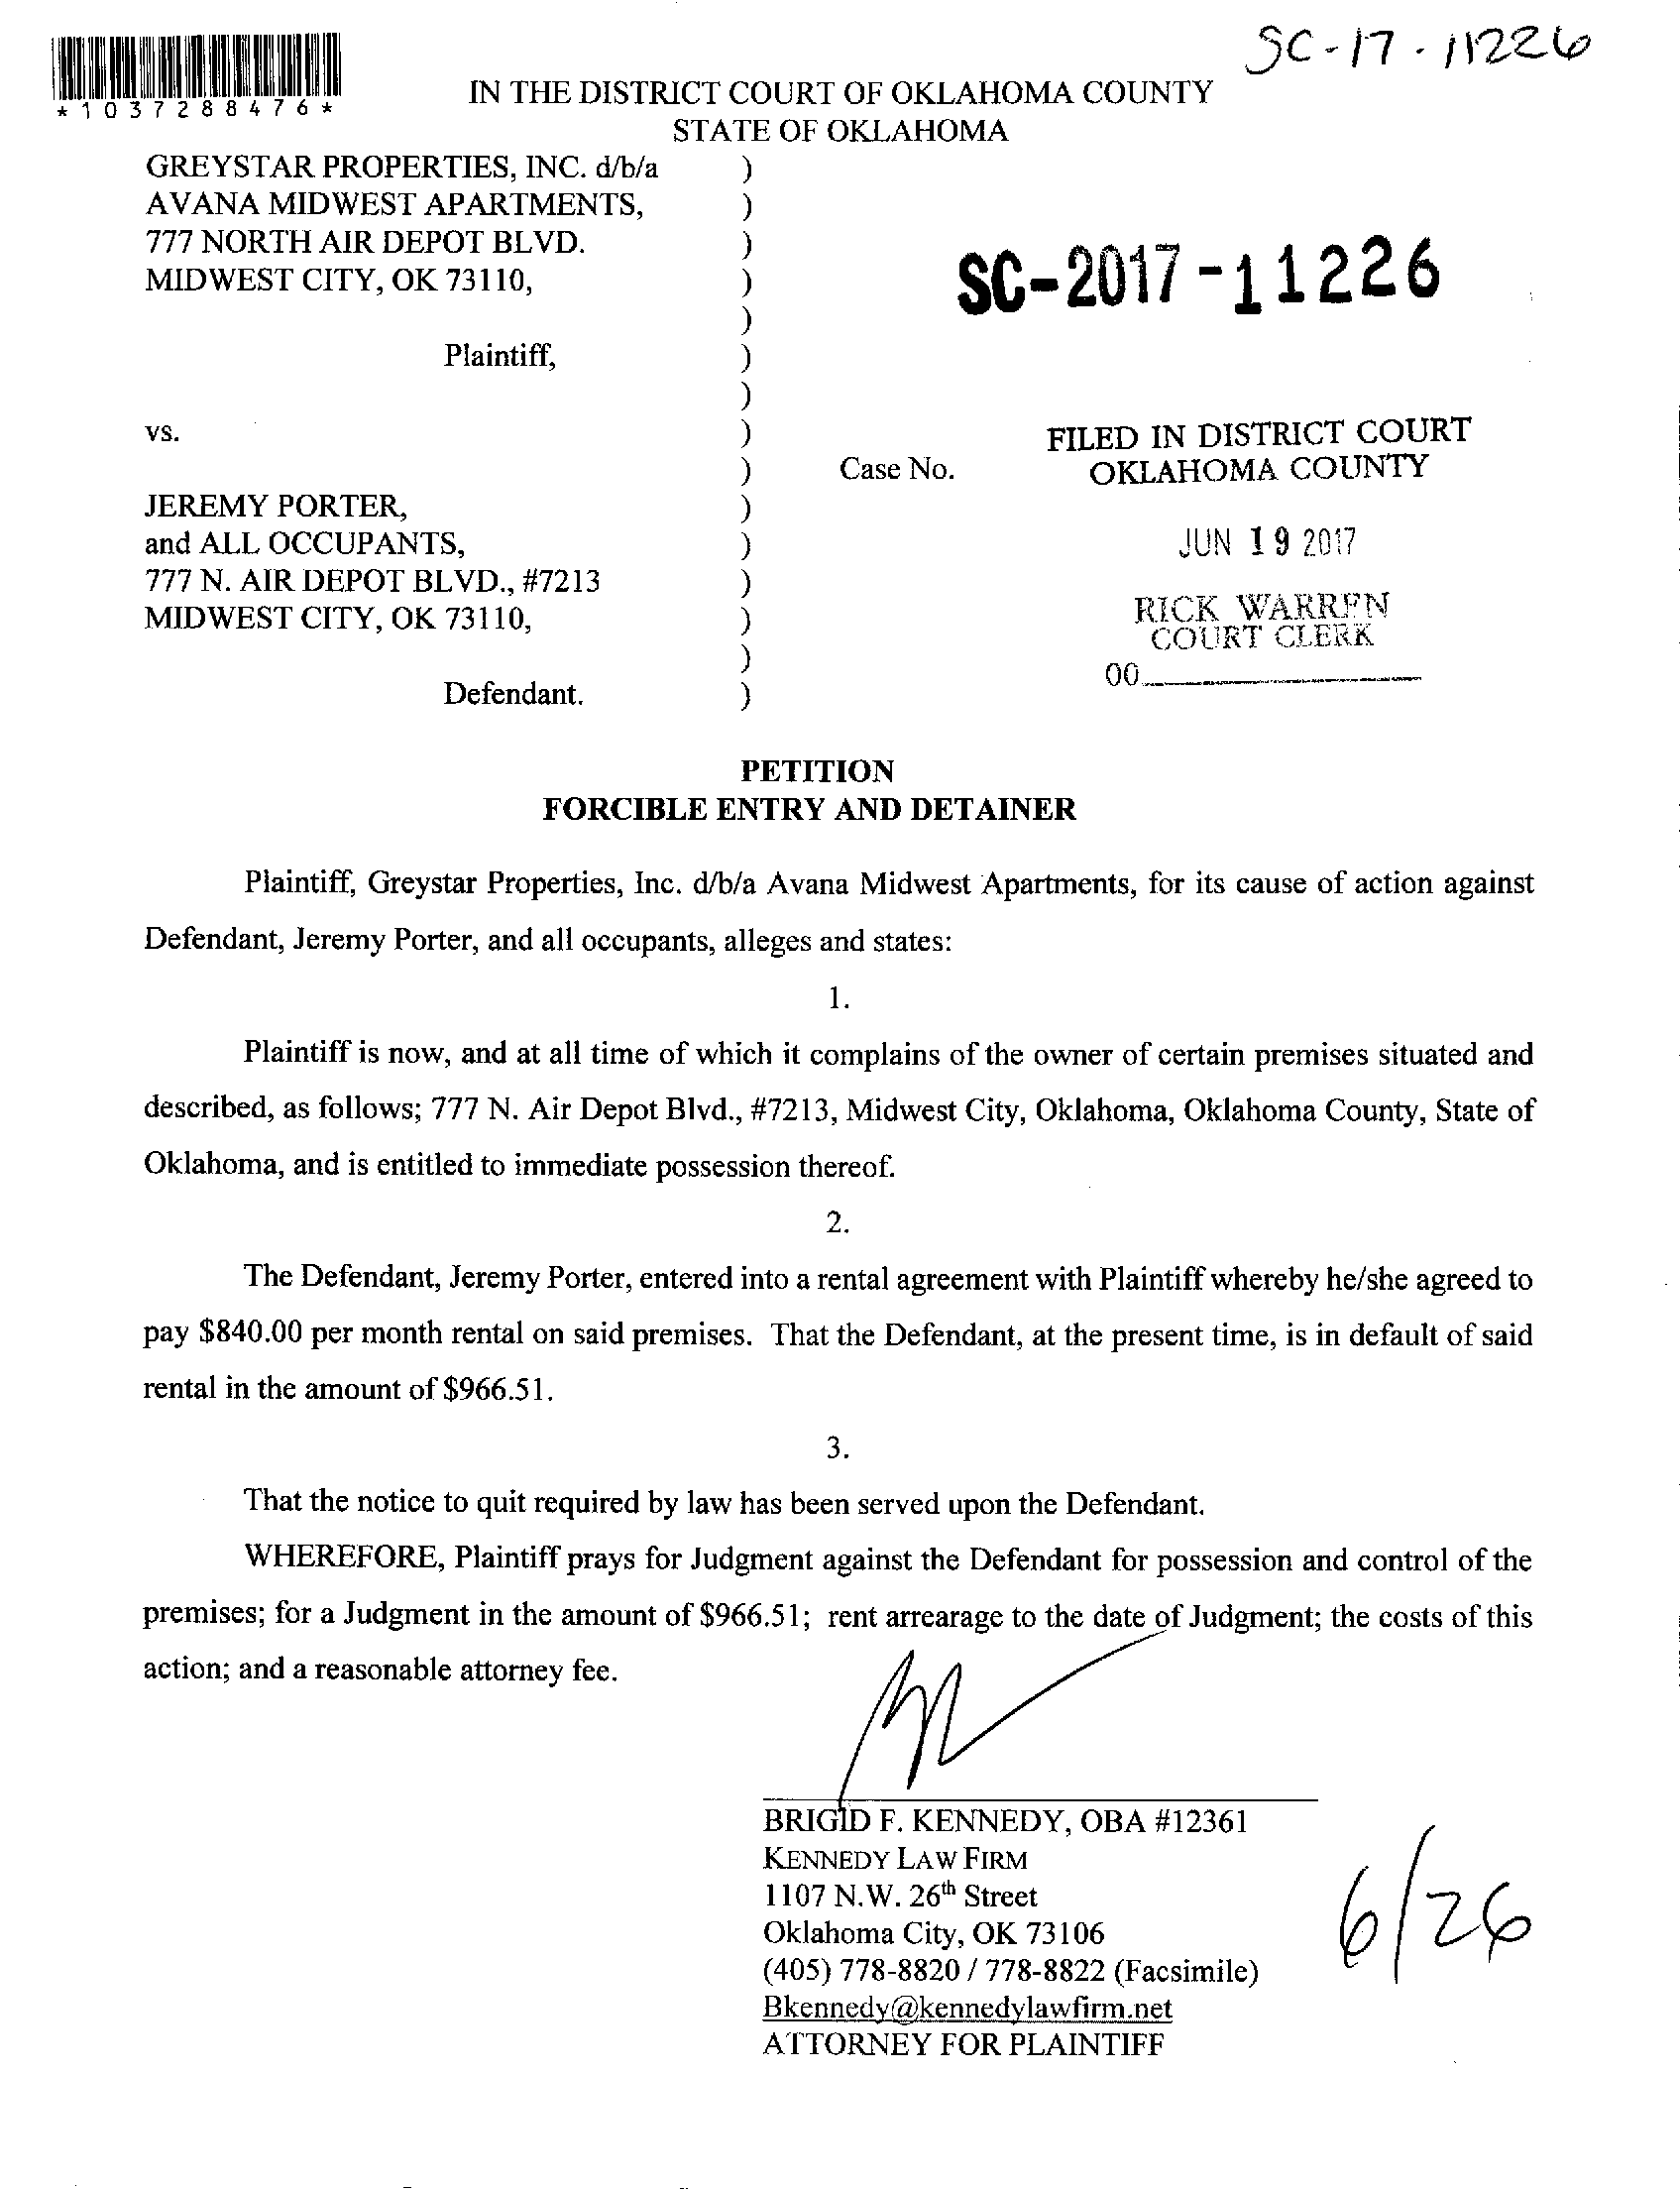 SC-17-11226
*1037288476*
IN THE DISTRICT COURT OF OKLAHOMA COUNTY
STATE OF OKLAHOMA
GREYSTAR PROPERTIES, INC. d/b/a )
AVANA MIDWEST APARTMENTS, )
777 NORTH AIR DEPOT BLVD. )
MIDWEST CITY, OK 73110, )
SC-2017-11226
)
Plaintiff, )
)
vs. )
FILED IN DISTRICT COURT
) Case No.
OKLAHOMA COUNTY
JEREMY PORTER, )
and ALL OCCUPANTS, )
JUN 19 2017
777 N. AIR DEPOT BLVD., #7213 )
MIDWEST CITY, OK 73110, )
RICK WARREN
COURT CLERK
)
00
Defendant. )
PETITION
FORCIBLE ENTRY AND DETAINER
Plaintiff, Greystar Properties, Inc. d/b/a Avana Midwest Apartments, for its cause of action against
Defendant, Jeremy Porter, and all occupants, alleges and states:
1.
Plaintiff is now, and at all time of which it complains of the owner of certain premises situated and
described, as follows; 777 N. Air Depot Blvd., #7213, Midwest City, Oklahoma, Oklahoma County, State of
Oklahoma, and is entitled to immediate possession thereof.
2.
The Defendant, Jeremy Porter, entered into a rental agreement with Plaintiff whereby he/she agreed to
pay $840.00 per month rental on said premises. That the Defendant, at the present time, is in default of said
rental in the amount of $966.51.
3.
That the notice to quit required by law has been served upon the Defendant.
WHEREFORE, Plaintiff prays for Judgment against the Defendant for possession and control of the
premises; for a Judgment in the amount of $966.51; rent arrearage to the date of Judgment; the costs of this
action; and a reasonable attorney fee.
BRIGID F. KENNEDY, OBA #12361
KENNEDY LAW FIRM
1107 N.W. 26th Street
Oklahoma City, OK 73106
(405) 778-8820 / 778-8822 (Facsimile)
Bkennedy@kennedylawfirm.net
ATTORNEY FOR PLAINTIFF
6/26